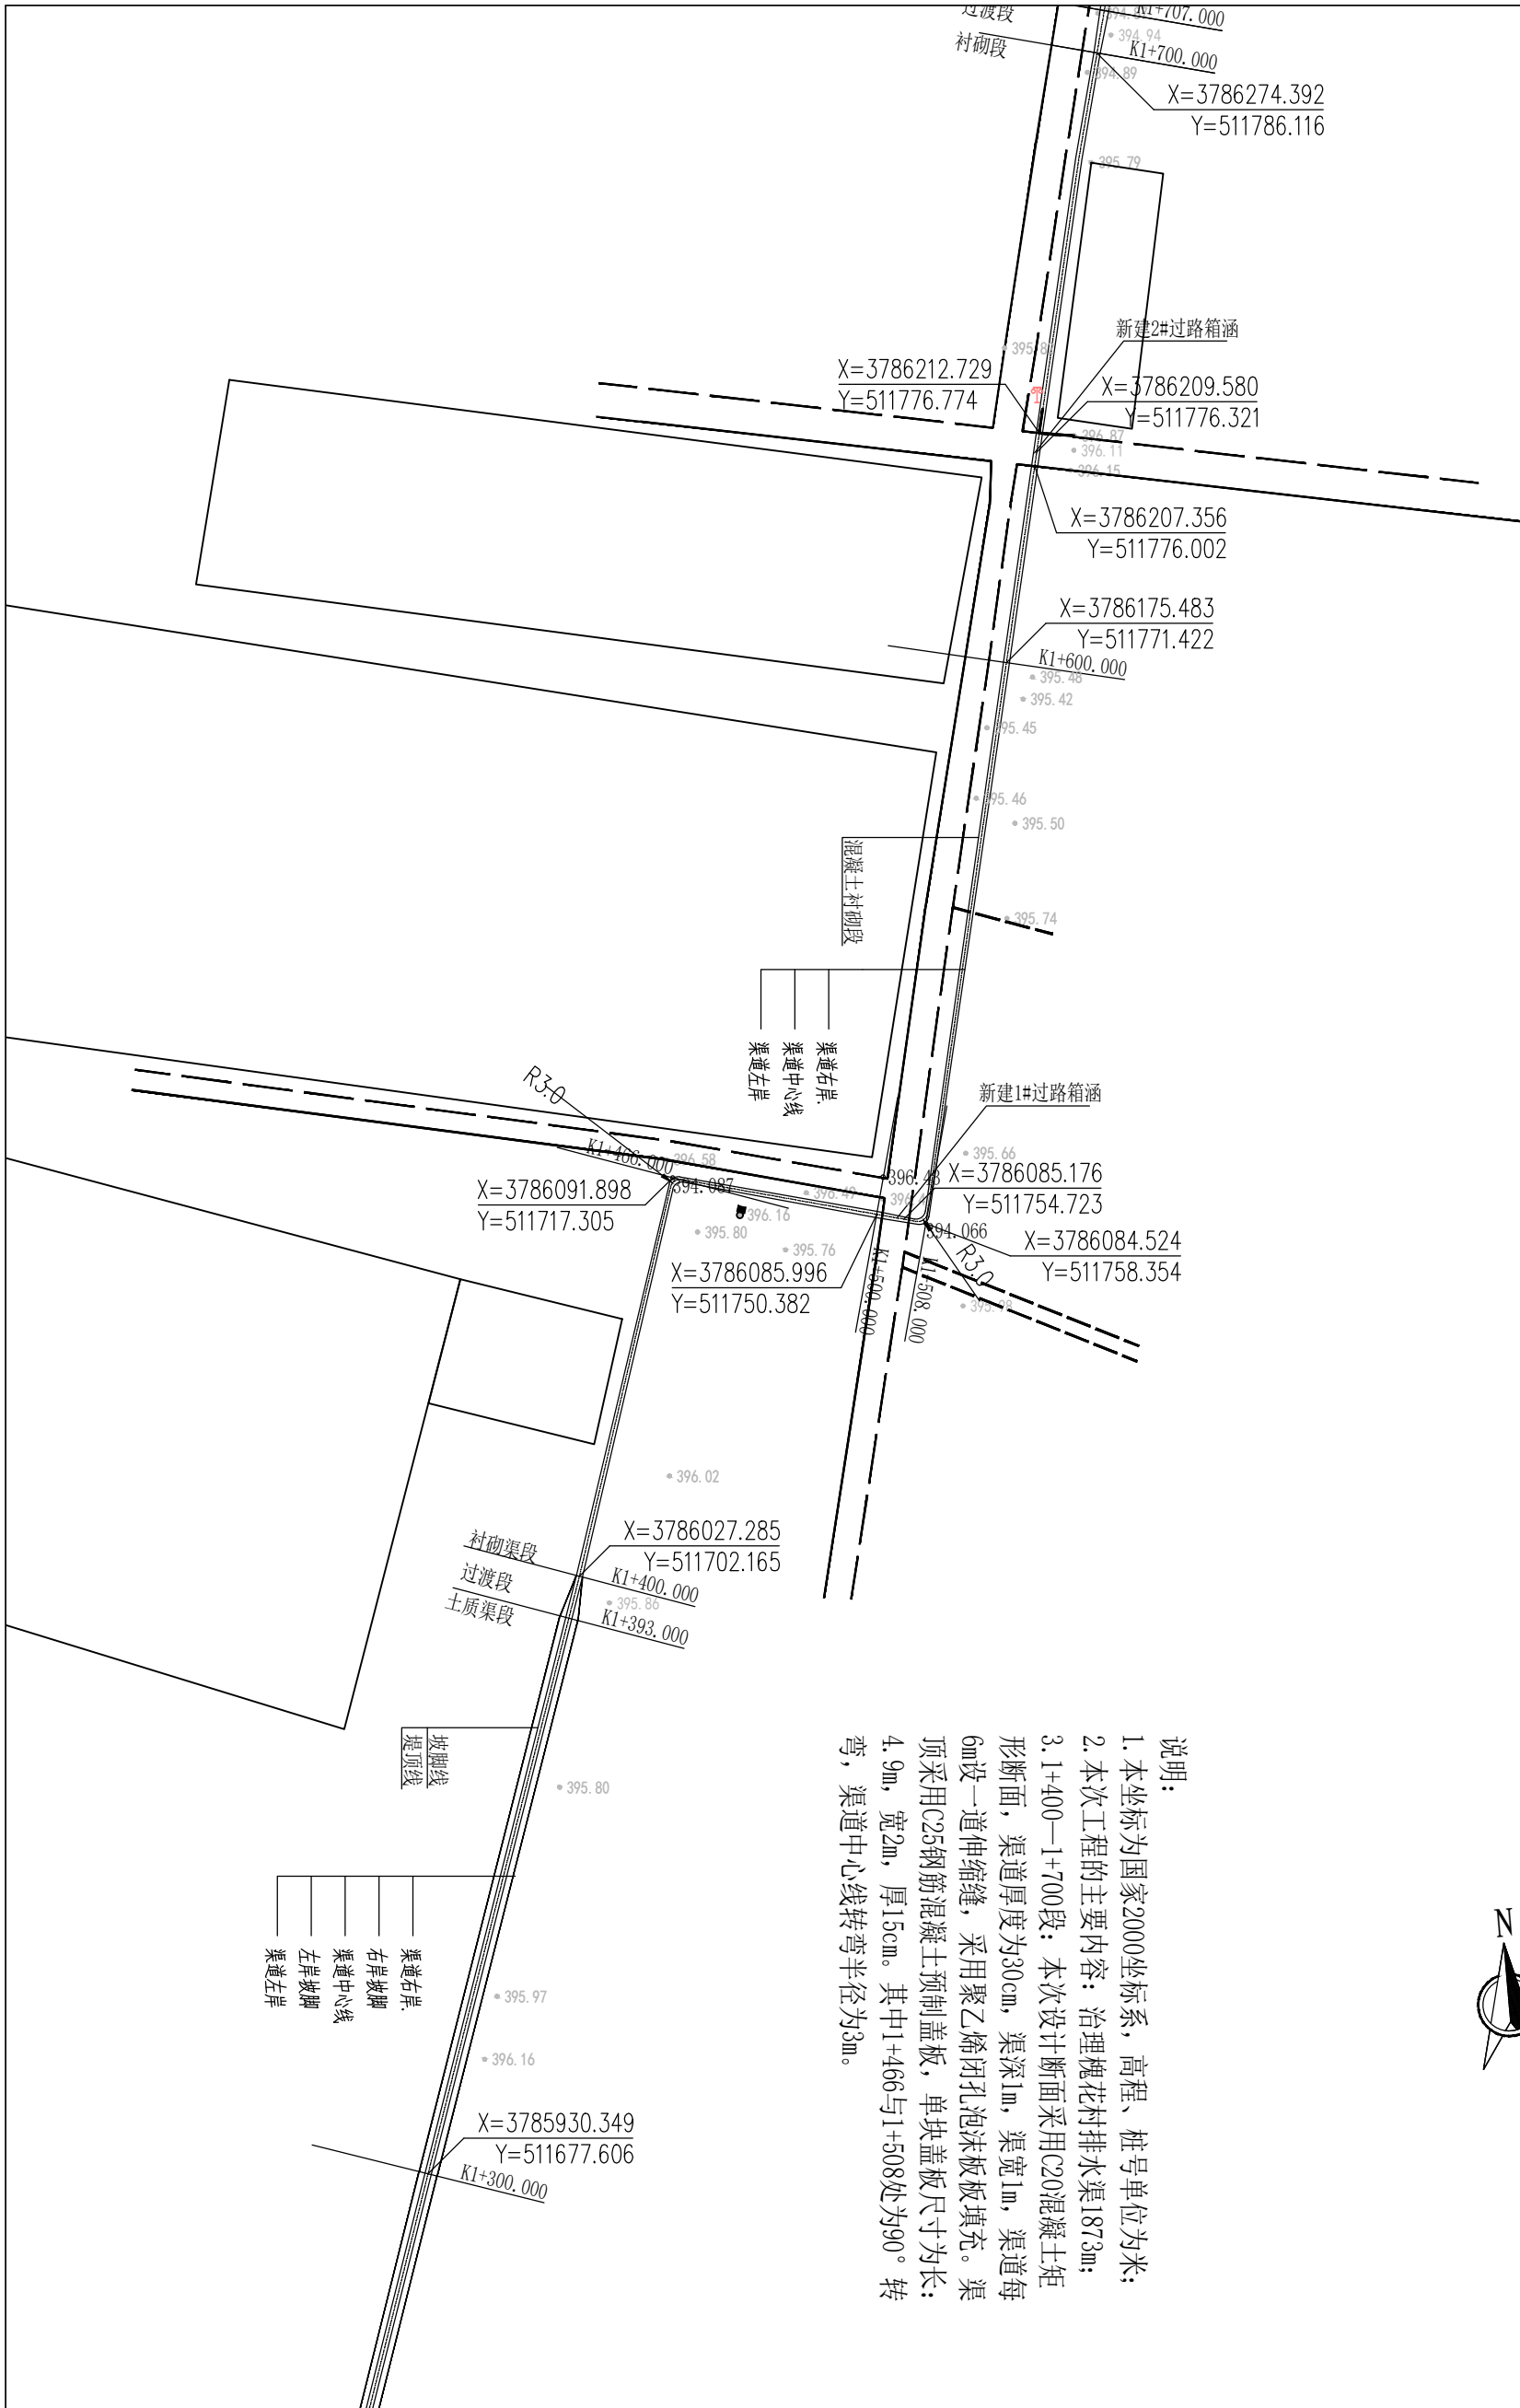 过渡段
K1+707.000
394.94
衬砌段
K1+700.000
394.89
X=3786274.392
Y=511786.116
395.79
新建2#过路箱涵
X=3786212.729
Y=511776.774
X=3786209.580
Y=511776.321
396.87
396.11
396.15
X=3786207.356
Y=511776.002
X=3786175.483
Y=511771.422
K1+600.000
395.48
395.42
395.45
395.46
395.50
混凝土衬砌段
395.74
渠道右岸.
渠道中心线
渠道左岸
R3.0
新建1#过路箱涵
K1+466.000
396.58
395.66
394.087
396.43
X=3786085.176
Y=511754.723
X=3786091.898
Y=511717.305
396.49
396.16
395.80
395.76
394.066
X=3786084.524
Y=511758.354
R3.0
X=3786085.996
Y=511750.382
K1+500.000
K1+508.000
396.02
衬砌渠段
过渡段
土质渠段
X=3786027.285
Y=511702.165
K1+400.000
395.86
K1+393.000
坡脚线
堤顶线
395.80
渠道右岸.
右岸坡脚
渠道中心线
左岸坡脚
渠道左岸
395.97
396.16
X=3785930.349
Y=511677.606
K1+300.000
说明：
1.本坐标为国家2000坐标系，高程、桩号单位为米；
2.本次工程的主要内容：治理槐花村排水渠1873m；
3.1+400—1+700段：本次设计断面采用C20混凝土矩
形断面，渠道厚度为30cm，渠深1m，渠宽1m，渠道每
6m设一道伸缩缝，采用聚乙烯闭孔泡沫板板填充。渠
顶采用C25钢筋混凝土预制盖板，单块盖板尺寸为长：
4.9m，宽2m，厚15cm。其中1+466与1+508处为90°转
弯，渠道中心线转弯半径为3m。
N